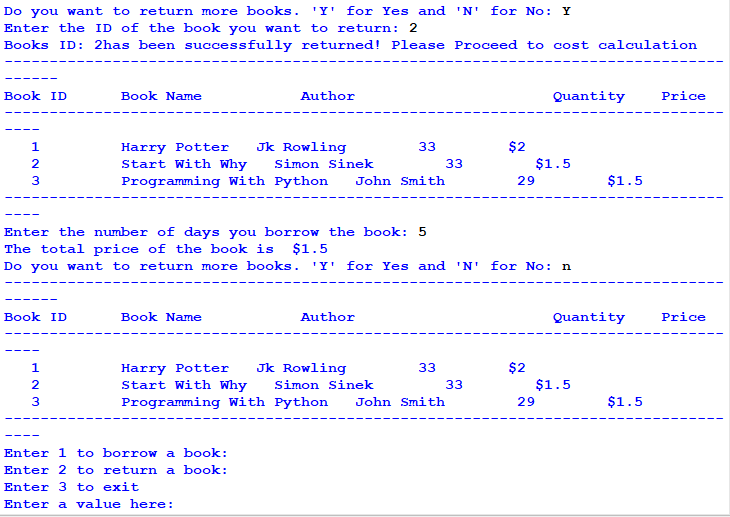 Do you want to return more books. 'Y' for Yes and 'N' for No: Y
Enter the ID of the book you want to return: 2
Books ID: 2has been successfully returned! Please Proceed to cost calculation
--------------------------------------------------------------------------------
------
Book ID      Book Name           Author                      Quantity    Price
--------------------------------------------------------------------------------
----
   1         Harry Potter   Jk Rowling        33        $2
   2         Start With Why   Simon Sinek        33        $1.5
   3         Programming With Python   John Smith        29        $1.5
--------------------------------------------------------------------------------
----
Enter the number of days you borrow the book: 5
The total price of the book is  $1.5
Do you want to return more books. 'Y' for Yes and 'N' for No: n
--------------------------------------------------------------------------------
------
Book ID      Book Name           Author                      Quantity    Price
--------------------------------------------------------------------------------
----
   1         Harry Potter   Jk Rowling        33        $2
   2         Start With Why   Simon Sinek        33        $1.5
   3         Programming With Python   John Smith        29        $1.5
--------------------------------------------------------------------------------
----
Enter 1 to borrow a book:
Enter 2 to return a book:
Enter 3 to exit
Enter a value here: